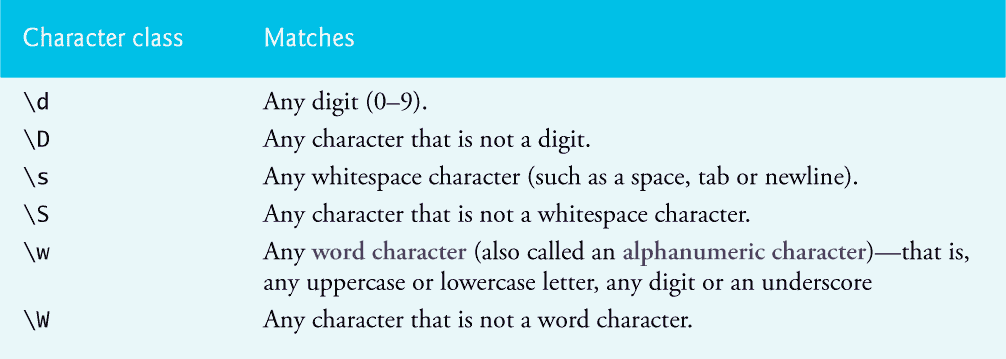 Character class Matches
\d Any digit (0–9).
\D Any character that is not a digit.
\s Any whitespace character (such as a space, tab or newline).
\S Any character that is not a whitespace character.
\w Any word character (also called an alphanumeric character)—that is,
any uppercase or lowercase letter, any digit or an underscore
\W Any character that is not a word character.